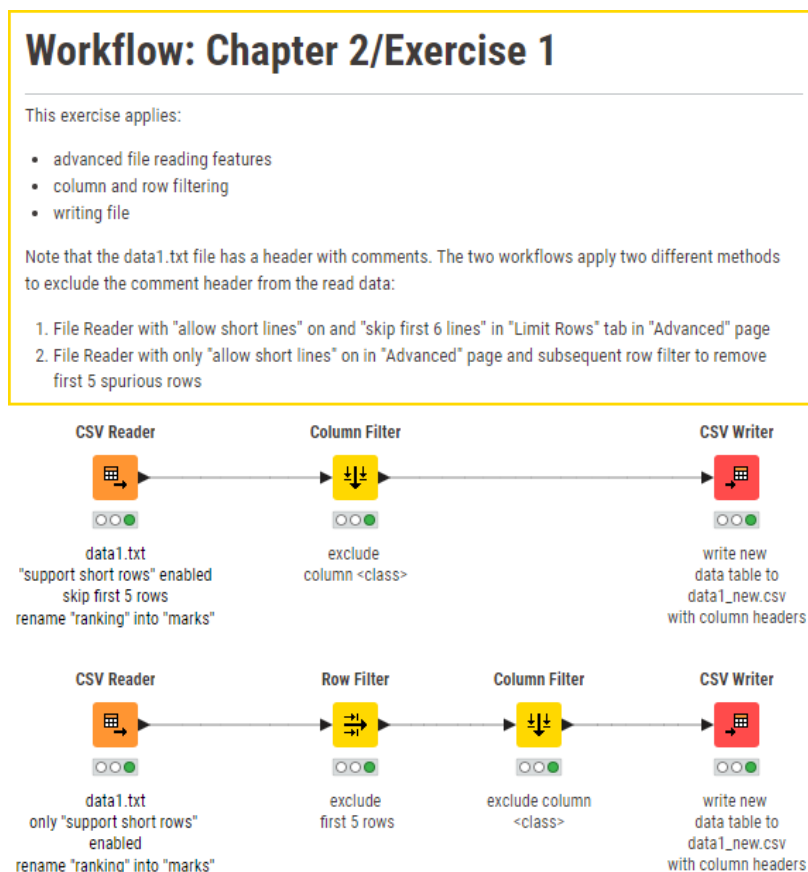 Workflow: Chapter 2/Exercise 1
This exercise applies:
• advanced file reading features
• column and row filtering
• writing file
Note that the data1.txt file has a header with comments. The two workflows apply two different methods
to exclude the comment header from the read data:
1. File Reader with "allow short lines" on and "skip first 6 lines" in "Limit Rows" tab in "Advanced" page
2. File Reader with only "allow short lines" on in "Advanced" page and subsequent row filter to remove
first 5 spurious rows
CSV Reader
Column Filter
CSV Writer
data1.txt
"support short rows" enabled
skip first 5 rows
rename "ranking" into "marks"
exclude
column <class>
write new
data table to
data1_new.csv
with column headers
CSV Reader
Row Filter
Column Filter
CSV Writer
data1.txt
only "support short rows"
enabled
rename "ranking" into "marks"
exclude
first 5 rows
exclude column
<class>
write new
data table to
data1_new.csv
with column headers